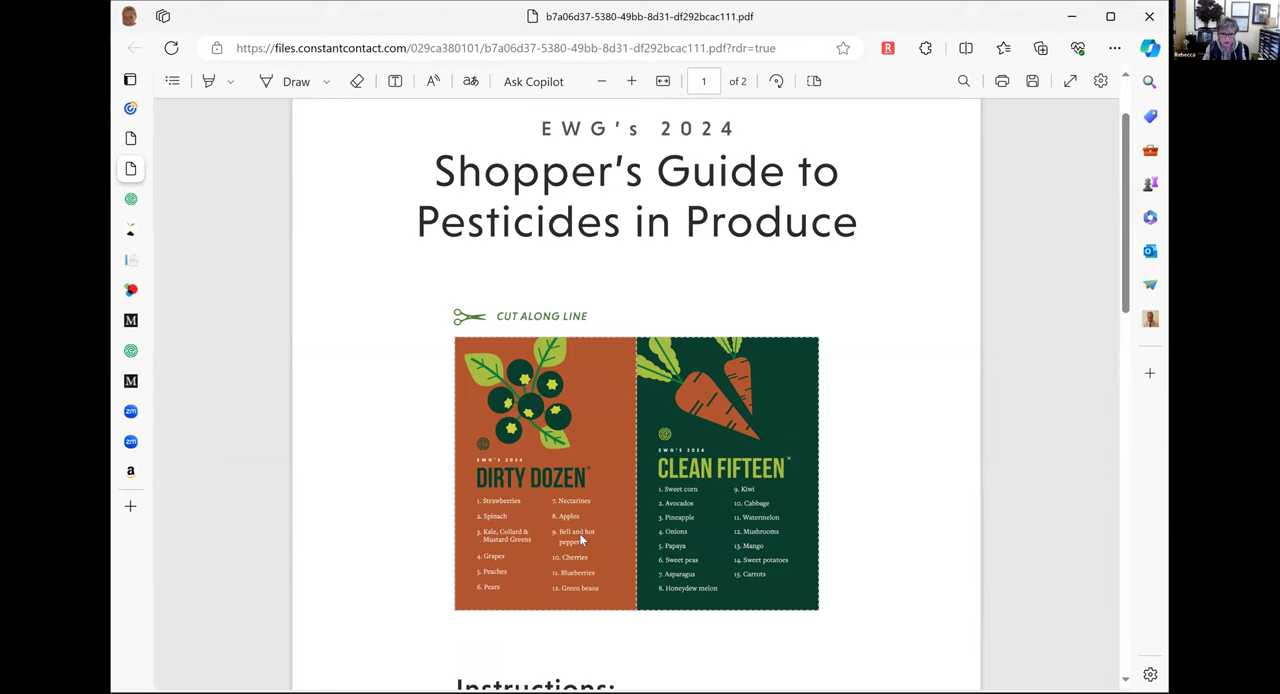 b7a06d37-5380-49bb-8d31-df292bcac111.pdf
https://files.constantcontact.com/029ca380101/b7a06d37-5380-49bb-8d31-df292bcac111.pdf?rdr=true
Draw
Ask Copilot
1 of 2
Rebecca
EWG's 2024
Shopper's Guide to
Pesticides in Produce
CUT ALONG LINE
EWG'S 2024
DIRTY DOZEN™
1. Strawberries
2. Spinach
3. Kale, Collard &
Mustard Greens
4. Grapes
5. Peaches
6. Pears
7. Nectarines
8. Apples
9. Bell and hot
peppers
10. Cherries
11. Blueberries
12. Green beans
EWG'S 2024
CLEAN FIFTEEN™
1. Sweet corn
2. Avocados
3. Pineapple
4. Onions
5. Papaya
6. Sweet peas
7. Asparagus
8. Honeydew melon
9. Kiwi
10. Cabbage
11. Watermelon
12. Mushrooms
13. Mango
14. Sweet potatoes
15. Carrots
Instructions: